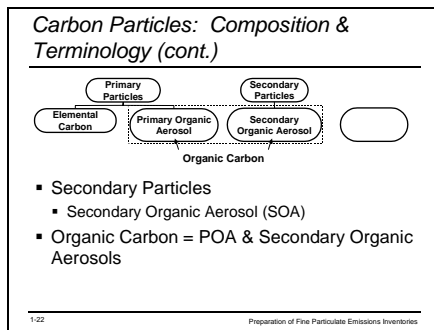 Carbon Particles: Composition &
Terminology (cont.)
Primary
Particles
Secondary
Particles
Elemental
Carbon
Primary Organic
Aerosol
Secondary
Organic Aerosol
Organic Carbon
▪ Secondary Particles
▪ Secondary Organic Aerosol (SOA)
▪ Organic Carbon = POA & Secondary Organic
Aerosols
1-22
Preparation of Fine Particulate Emissions Inventories